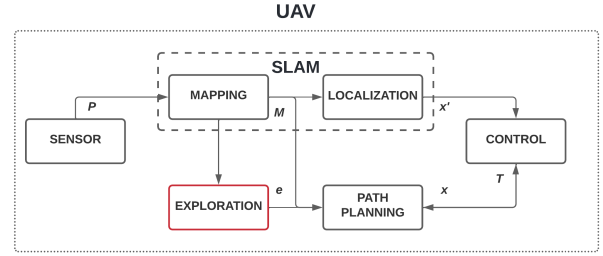 UAV
SLAM
MAPPING
LOCALIZATION
P
M
x'
SENSOR
CONTROL
EXPLORATION
e
PATH
PLANNING
x
T